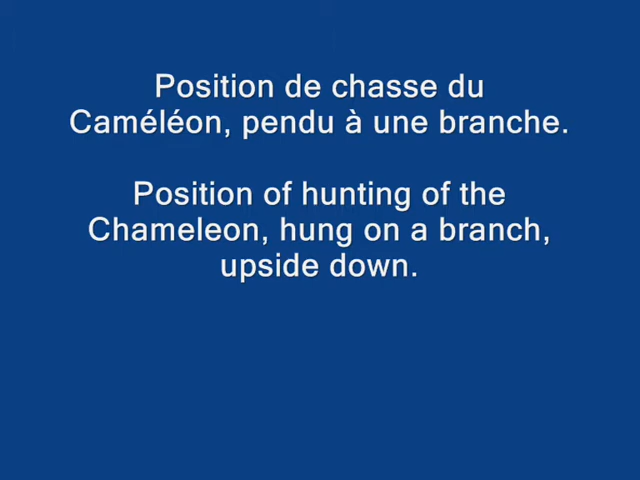 Position de chasse du
Caméléon, pendu à une branche.
Position of hunting of the
Chameleon, hung on a branch,
upside down.